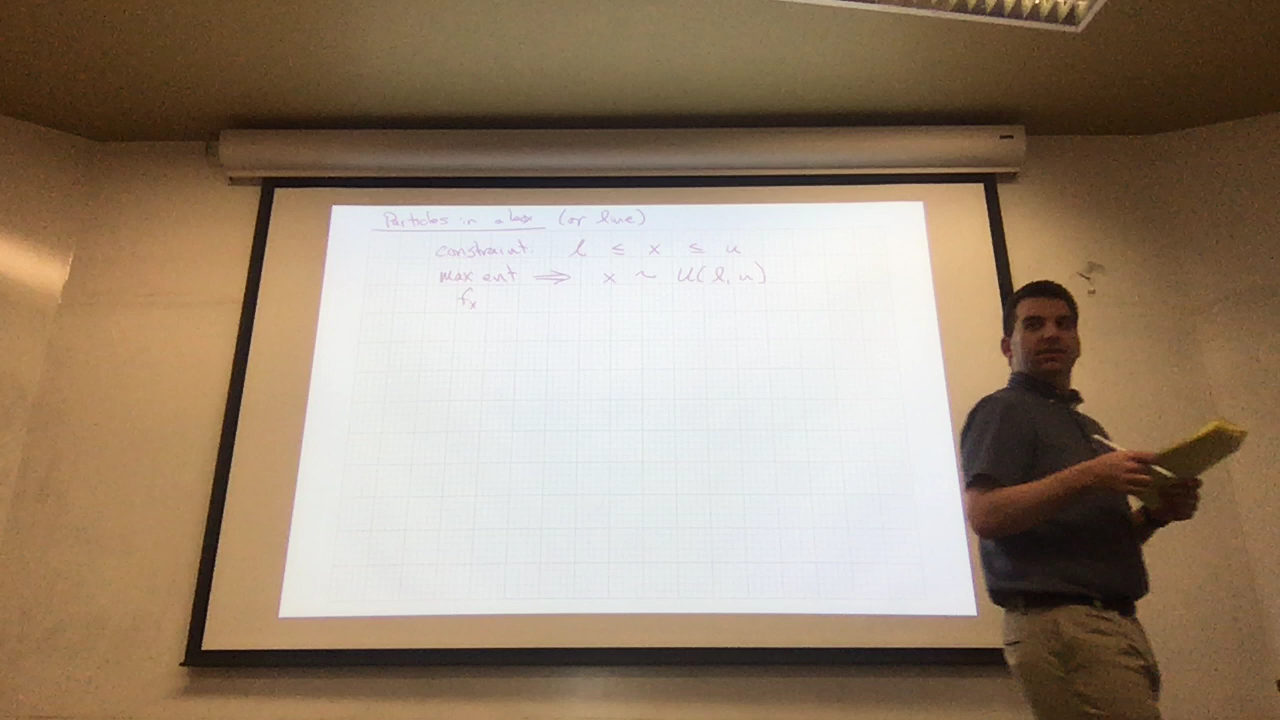 Particles in a box (or line)
constraint: l ≤ x ≤ u
max ent ⟹ x ~ U(l, u)
fx